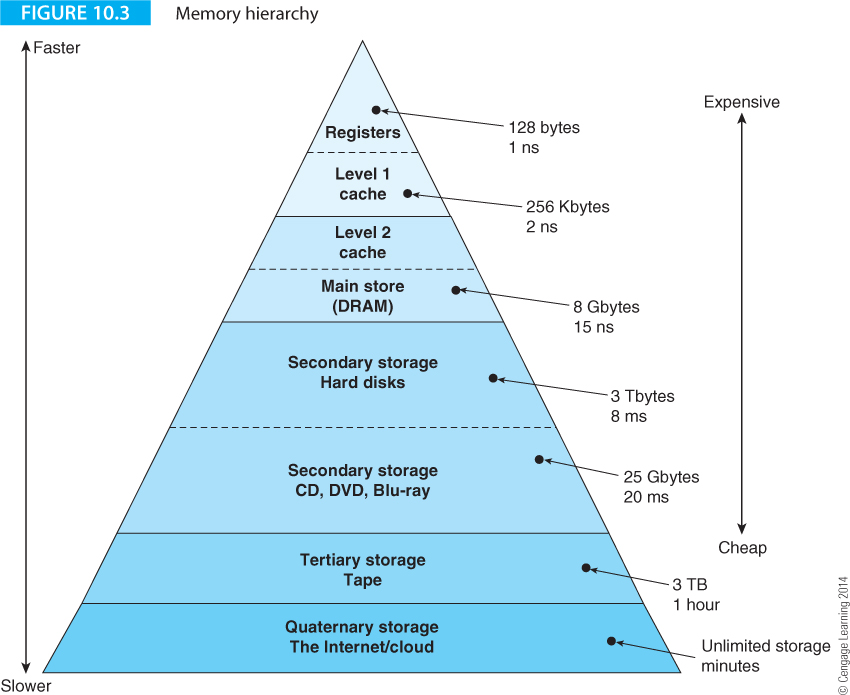 FIGURE 10.3 Memory hierarchy
Faster
Expensive
Registers
128 bytes
1 ns
Level 1
cache
256 Kbytes
2 ns
Level 2
cache
Main store
(DRAM)
8 Gbytes
15 ns
Secondary storage
Hard disks
3 Tbytes
8 ms
Secondary storage
CD, DVD, Blu-ray
25 Gbytes
20 ms
Cheap
Tertiary storage
Tape
3 TB
1 hour
Quaternary storage
The Internet/cloud
Unlimited storage
minutes
Slower
© Cengage Learning 2014